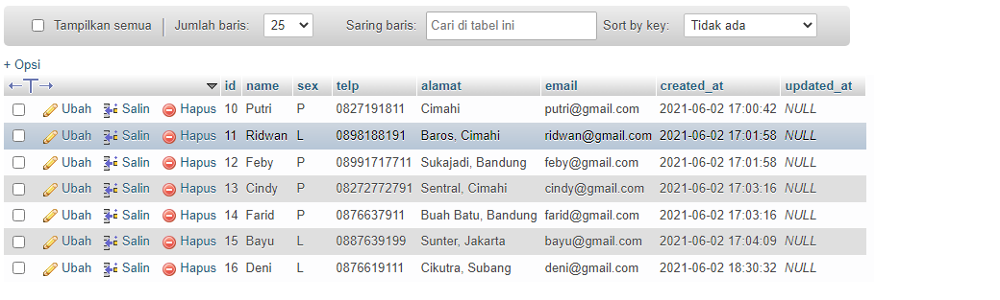 Tampilkan semua Jumlah baris: 25 Saring baris: Cari di tabel ini Sort by key: Tidak ada
+ Opsi
←T→ id name sex telp alamat email created_at updated_at
Ubah Salin Hapus 10 Putri P 0827191811 Cimahi putri@gmail.com 2021-06-02 17:00:42 NULL
Ubah Salin Hapus 11 Ridwan L 0898188191 Baros, Cimahi ridwan@gmail.com 2021-06-02 17:01:58 NULL
Ubah Salin Hapus 12 Feby P 08991717711 Sukajadi, Bandung feby@gmail.com 2021-06-02 17:01:58 NULL
Ubah Salin Hapus 13 Cindy P 08272772791 Sentral, Cimahi cindy@gmail.com 2021-06-02 17:03:16 NULL
Ubah Salin Hapus 14 Farid P 0876637911 Buah Batu, Bandung farid@gmail.com 2021-06-02 17:03:16 NULL
Ubah Salin Hapus 15 Bayu L 0887639199 Sunter, Jakarta bayu@gmail.com 2021-06-02 17:04:09 NULL
Ubah Salin Hapus 16 Deni L 0876619111 Cikutra, Subang deni@gmail.com 2021-06-02 18:30:32 NULL